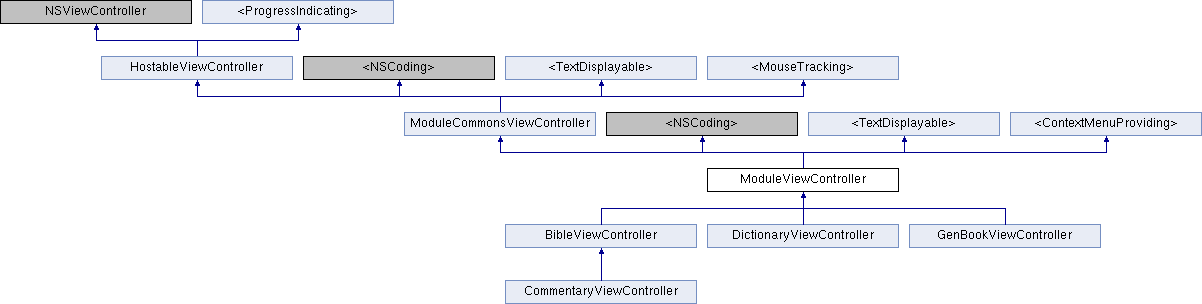 NSViewController <ProgressIndicating>
HostableViewController <NSCoding> <TextDisplayable> <MouseTracking>
ModuleCommonsViewController <NSCoding> <TextDisplayable> <ContextMenuProviding>
ModuleViewController
BibleViewController DictionaryViewController GenBookViewController
CommentaryViewController